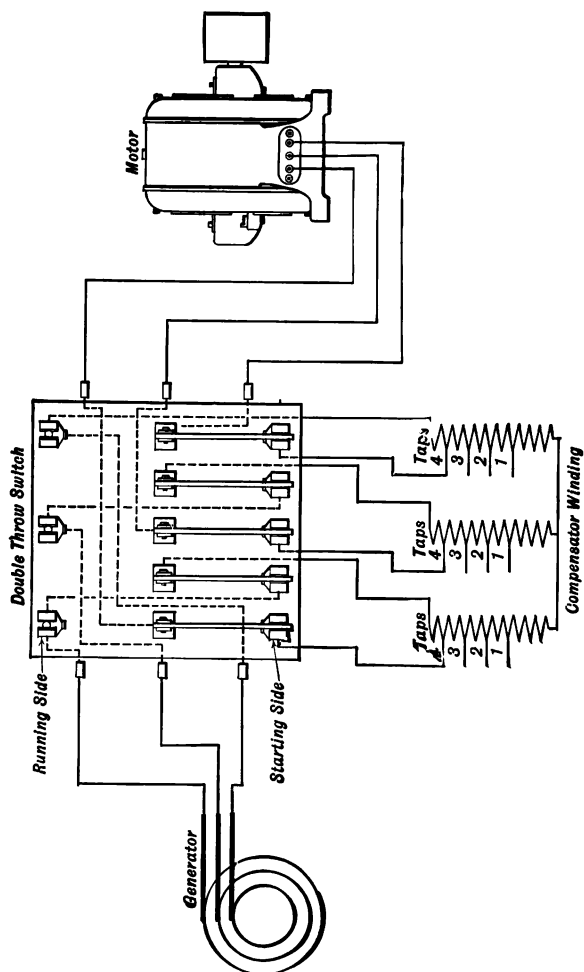 Motor
Double Throw Switch
Running Side
Starting Side
Generator
Taps
4
3
2
1
Taps
4
3
2
1
Taps
4
3
2
1
Compensator Winding